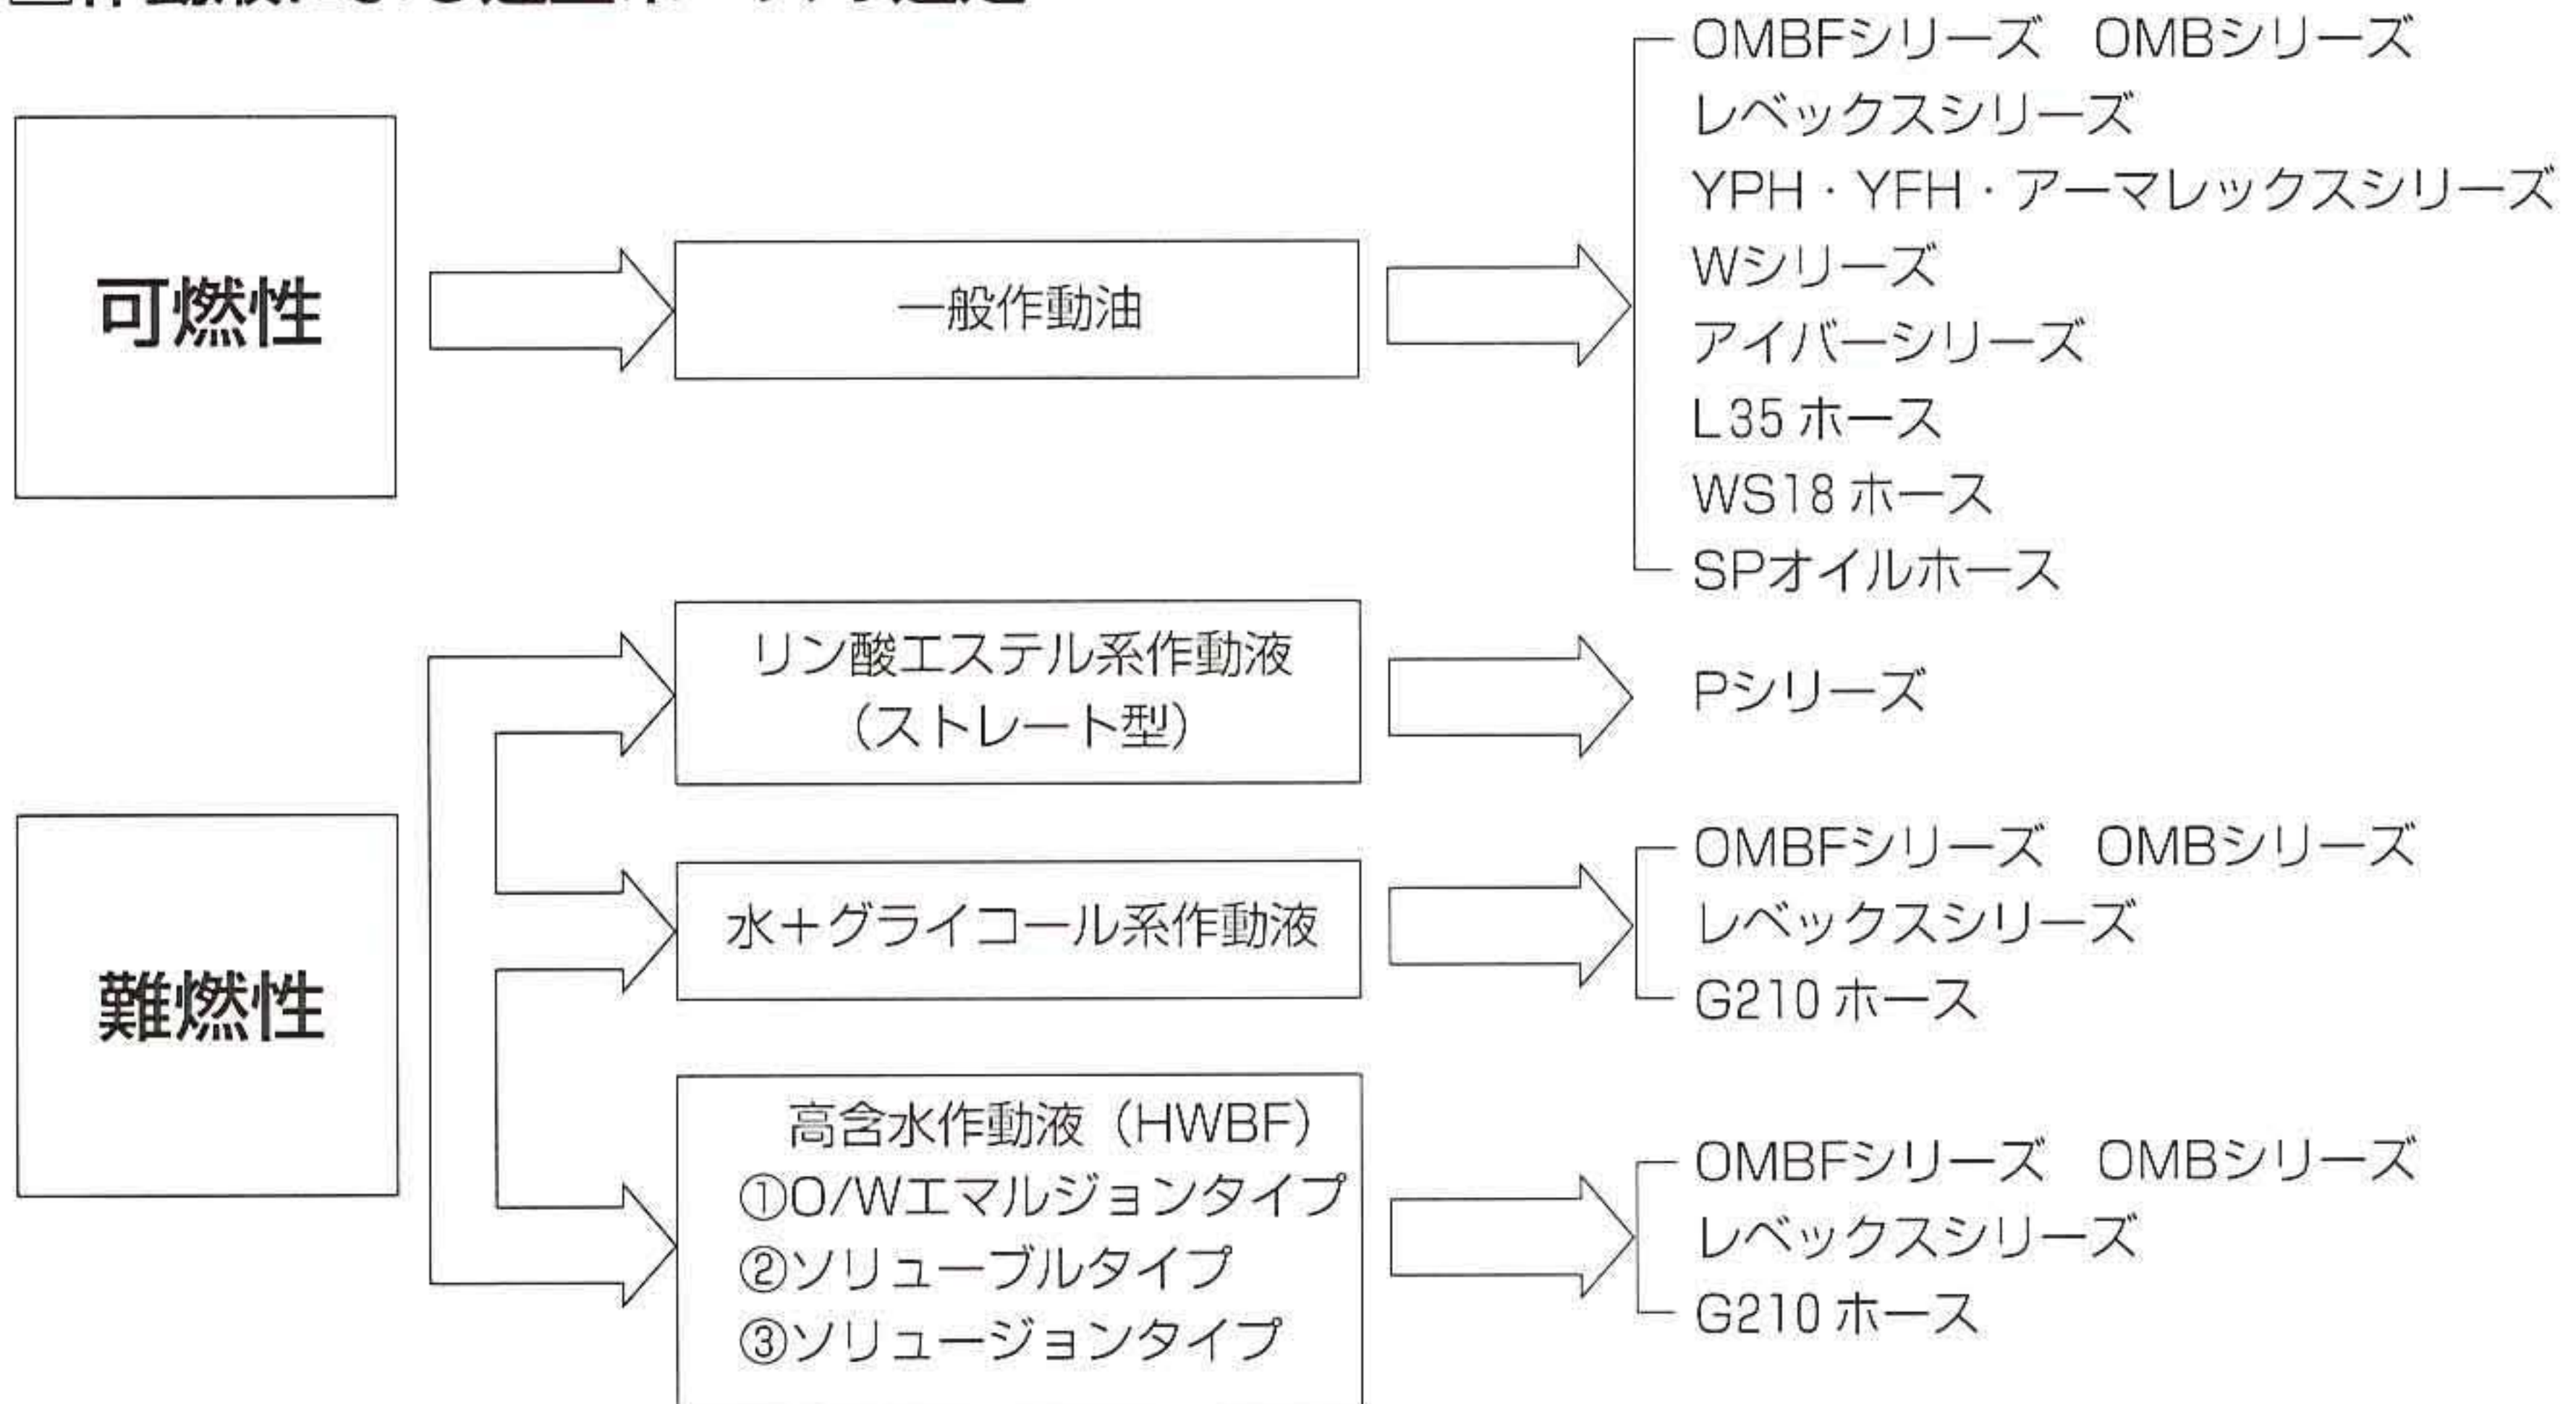 可燃性
一般作動油
OMBFシリーズ OMBシリーズ
レベックスシリーズ
YPH・YFH・アーマレックスシリーズ
Wシリーズ
アイバーシリーズ
L35 ホース
WS18 ホース
SPオイルホース
難燃性
リン酸エステル系作動液
(ストレート型)
Pシリーズ
水+グライコール系作動液
OMBFシリーズ OMBシリーズ
レベックスシリーズ
G210 ホース
高含水作動液(HWBF)
①O/Wエマルジョンタイプ
②ソリューブルタイプ
③ソリュージョンタイプ
OMBFシリーズ OMBシリーズ
レベックスシリーズ
G210 ホース